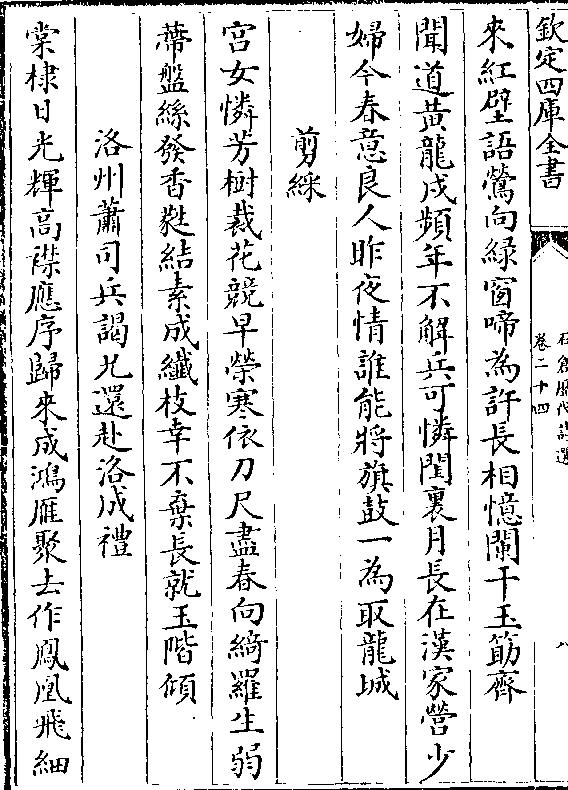 欽定四庫全書
石倉歷代詩選
卷二十四
八
來紅壁語鶯向緑窗啼為許長相憶闌干玉筯齊
聞道黃龍戍頻年不解兵可憐閨裏月長在漢家營少
婦今春意良人昨夜情誰能將旗鼓一為取龍城
剪綵
宫女憐芳樹裁花競早榮寒依刀尺盡春向綺羅生弱
蔕盤絲發香蕤結素成纖枝幸不棄長就玉階傾
洛州蕭司兵謁兄還赴洛成禮
棠棣日光輝高襟應序歸來成鴻雁聚去作鳳凰飛細